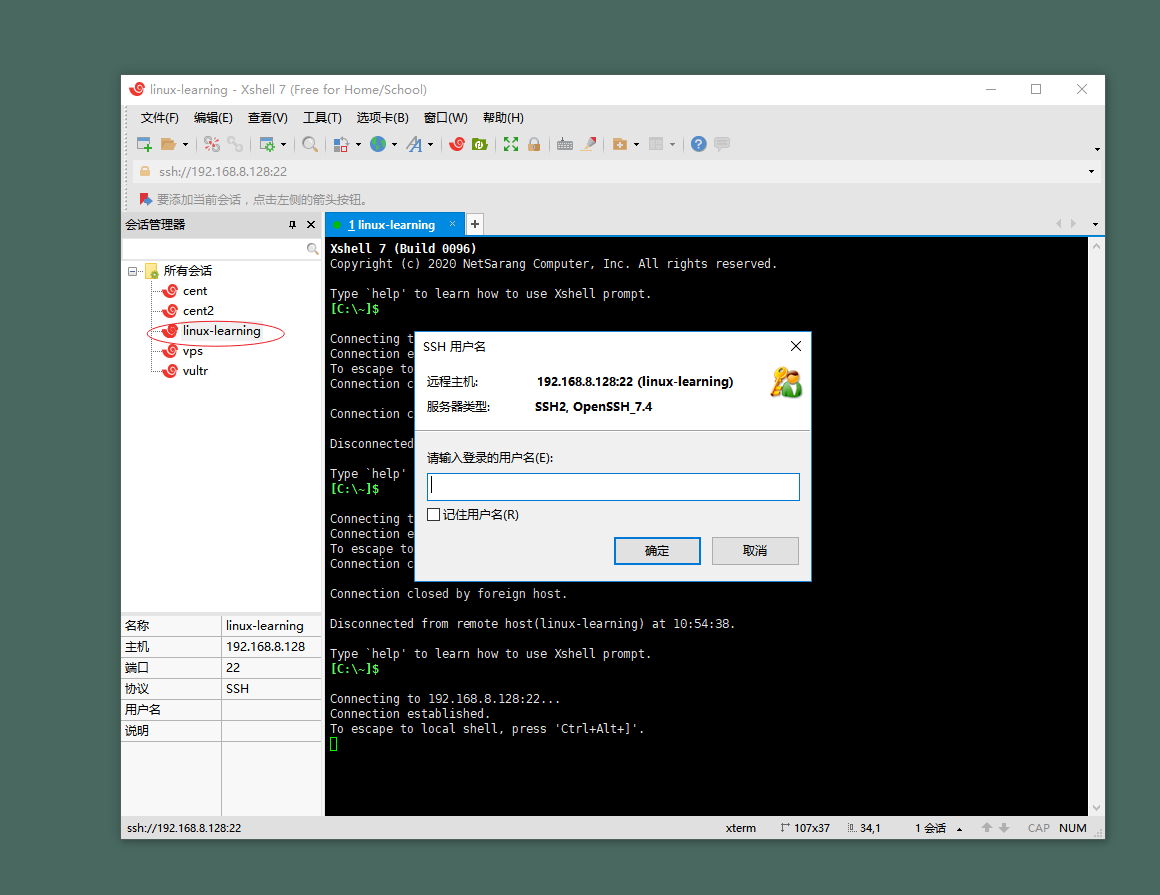 linux-learning - Xshell 7 (Free for Home/School)
文件(F) 编辑(E) 查看(V) 工具(T) 选项卡(B) 窗口(W) 帮助(H)
ssh://192.168.8.128:22
要添加当前会话，点击左侧的箭头按钮。
会话管理器
所有会话
cent
cent2
linux-learning
vps
vultr
名称 linux-learning
主机 192.168.8.128
端口 22
协议 SSH
用户名
说明
1 linux-learning
Xshell 7 (Build 0096)
Copyright (c) 2020 NetSarang Computer, Inc. All rights reserved.
Type `help' to learn how to use Xshell prompt.
[C:\~]$
Connecting t
Connection e
To escape to
Connection c
Connection c
Disconnected
Type `help'
[C:\~]$
Connecting t
Connection e
To escape to
Connection c
Connection closed by foreign host.
Disconnected from remote host(linux-learning) at 10:54:38.
Type `help' to learn how to use Xshell prompt.
[C:\~]$
Connecting to 192.168.8.128:22...
Connection established.
To escape to local shell, press 'Ctrl+Alt+]'.
SSH 用户名
远程主机: 192.168.8.128:22 (linux-learning)
服务器类型: SSH2, OpenSSH_7.4
请输入登录的用户名(E):
记住用户名(R)
确定 取消
ssh://192.168.8.128:22 xterm 107x37 34,1 1 会话 CAP NUM